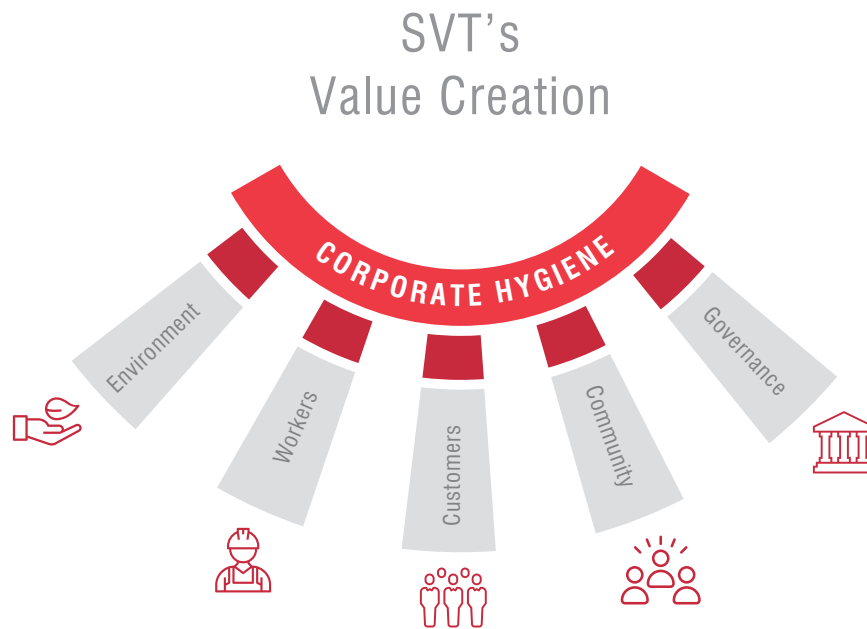 SVT’s
Value Creation
CORPORATE HYGIENE
Environment
Workers
Customers
Community
Governance